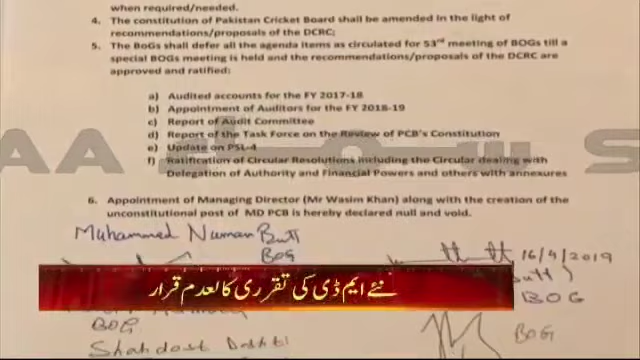 when required/needed.
4. The constitution of Pakistan Cricket Board shall be amended in the light of
recommendations/proposals of the DCRC;
5. The BoGs shall defer all the agenda items as circulated for 53rd meeting of BOGs till a
special BOGs meeting is held and the recommendations/proposals of the DCRC are
approved and ratified:
a) Audited accounts for the FY 2017-18
b) Appointment of Auditors for the FY 2018-19
c) Report of Audit Committee
d) Report of the Task Force on the Review of PCB's Constitution
e) Update on PSL-4
f) Ratification of Circular Resolutions including the Circular dealing with
Delegation of Authority and Financial Powers and others with annexures
6. Appointment of Managing Director (Mr Wasim Khan) along with the creation of the
unconstitutional post of MD PCB is hereby declared null and void.
Muhammed Numan Butt
BOG
16/4/2019
Butt)
BOG
نئے ایم ڈی کی تقرری کالعدم قرار
BOG
BOG
Shahdost